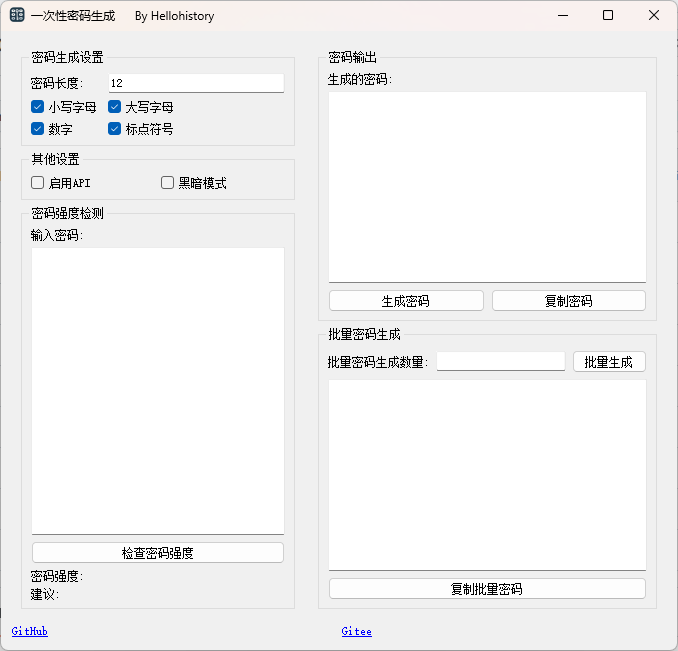 一次性密码生成 By Hellohistory
密码生成设置
密码长度: 12
小写字母 大写字母
数字 标点符号
其他设置
启用API 黑暗模式
密码强度检测
输入密码:
检查密码强度
密码强度:
建议:
密码输出
生成的密码:
生成密码 复制密码
批量密码生成
批量密码生成数量: 批量生成
复制批量密码
GitHub Gitee